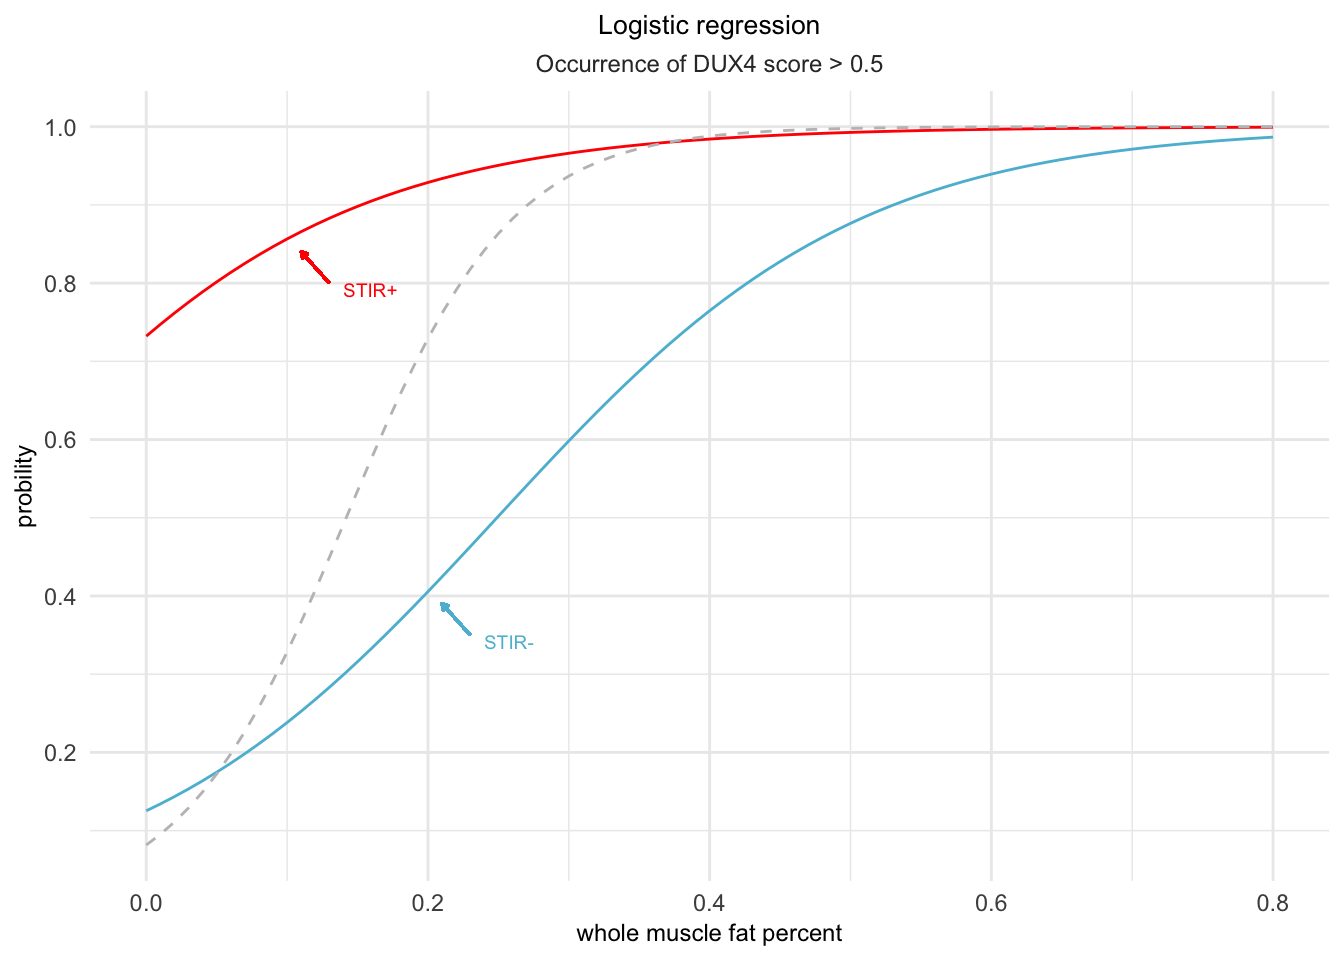 Logistic regression
Occurrence of DUX4 score > 0.5
1.0
0.8
0.6
0.4
0.2
probility
STIR+
STIR-
0.0
0.2
0.4
0.6
0.8
whole muscle fat percent